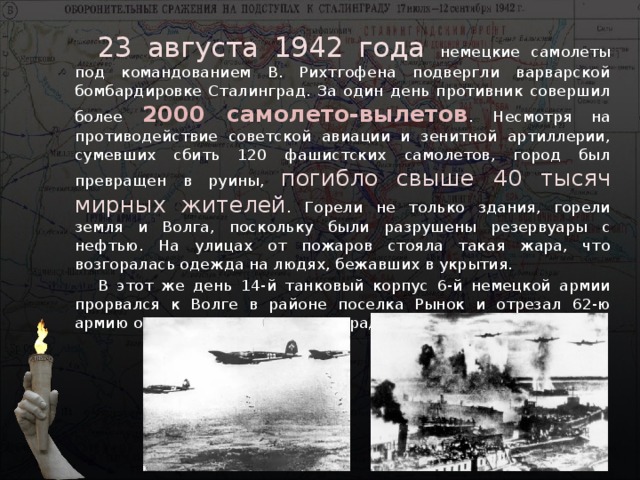 ОБОРОНИТЕЛЬНЫЕ СРАЖЕНИЯ НА ПОДСТУПАХ К СТАЛИНГРАДУ 17 июля—12 сентября 1942 г.
23 августа 1942 года немецкие самолеты
под командованием В. Рихтгофена подвергли варварской
бомбардировке Сталинград. За один день противник совершил
более 2000 самолето-вылетов. Несмотря на
противодействие советской авиации и зенитной артиллерии,
сумевших сбить 120 фашистских самолетов, город был
превращен в руины, погибло свыше 40 тысяч
мирных жителей. Горели не только здания, горели
земля и Волга, поскольку были разрушены резервуары с
нефтью. На улицах от пожаров стояла такая жара, что
возгоралась одежда на людях, бежавших в укрытия.
В этот же день 14-й танковый корпус 6-й немецкой армии
прорвался к Волге в районе поселка Рынок и отрезал 62-ю
армию о